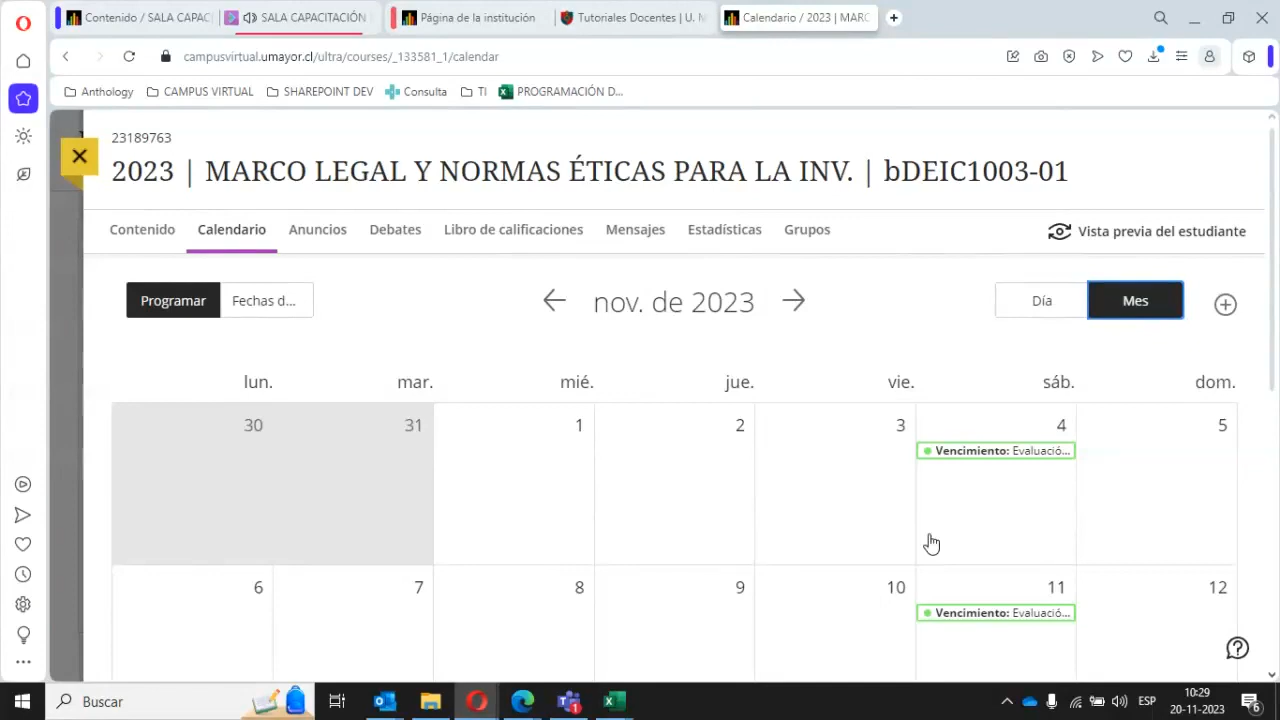 Contenido / SALA CAPAC
SALA CAPACITACIÓN
Página de la institución
Tutoriales Docentes | U. M
Calendario / 2023 | MARC
campusvirtual.umayor.cl/ultra/courses/_133581_1/calendar
Anthology
CAMPUS VIRTUAL
SHAREPOINT DEV
Consulta
TI
PROGRAMACIÓN D...
23189763
2023 | MARCO LEGAL Y NORMAS ÉTICAS PARA LA INV. | bDEIC1003-01
Contenido
Calendario
Anuncios
Debates
Libro de calificaciones
Mensajes
Estadísticas
Grupos
Vista previa del estudiante
Programar
Fechas d...
nov. de 2023
Día
Mes
lun.
mar.
mié.
jue.
vie.
sáb.
dom.
30
31
1
2
3
4
5
Vencimiento: Evaluació...
6
7
8
9
10
11
12
Vencimiento: Evaluació...
Buscar
1
ESP
10:29
20-11-2023
6